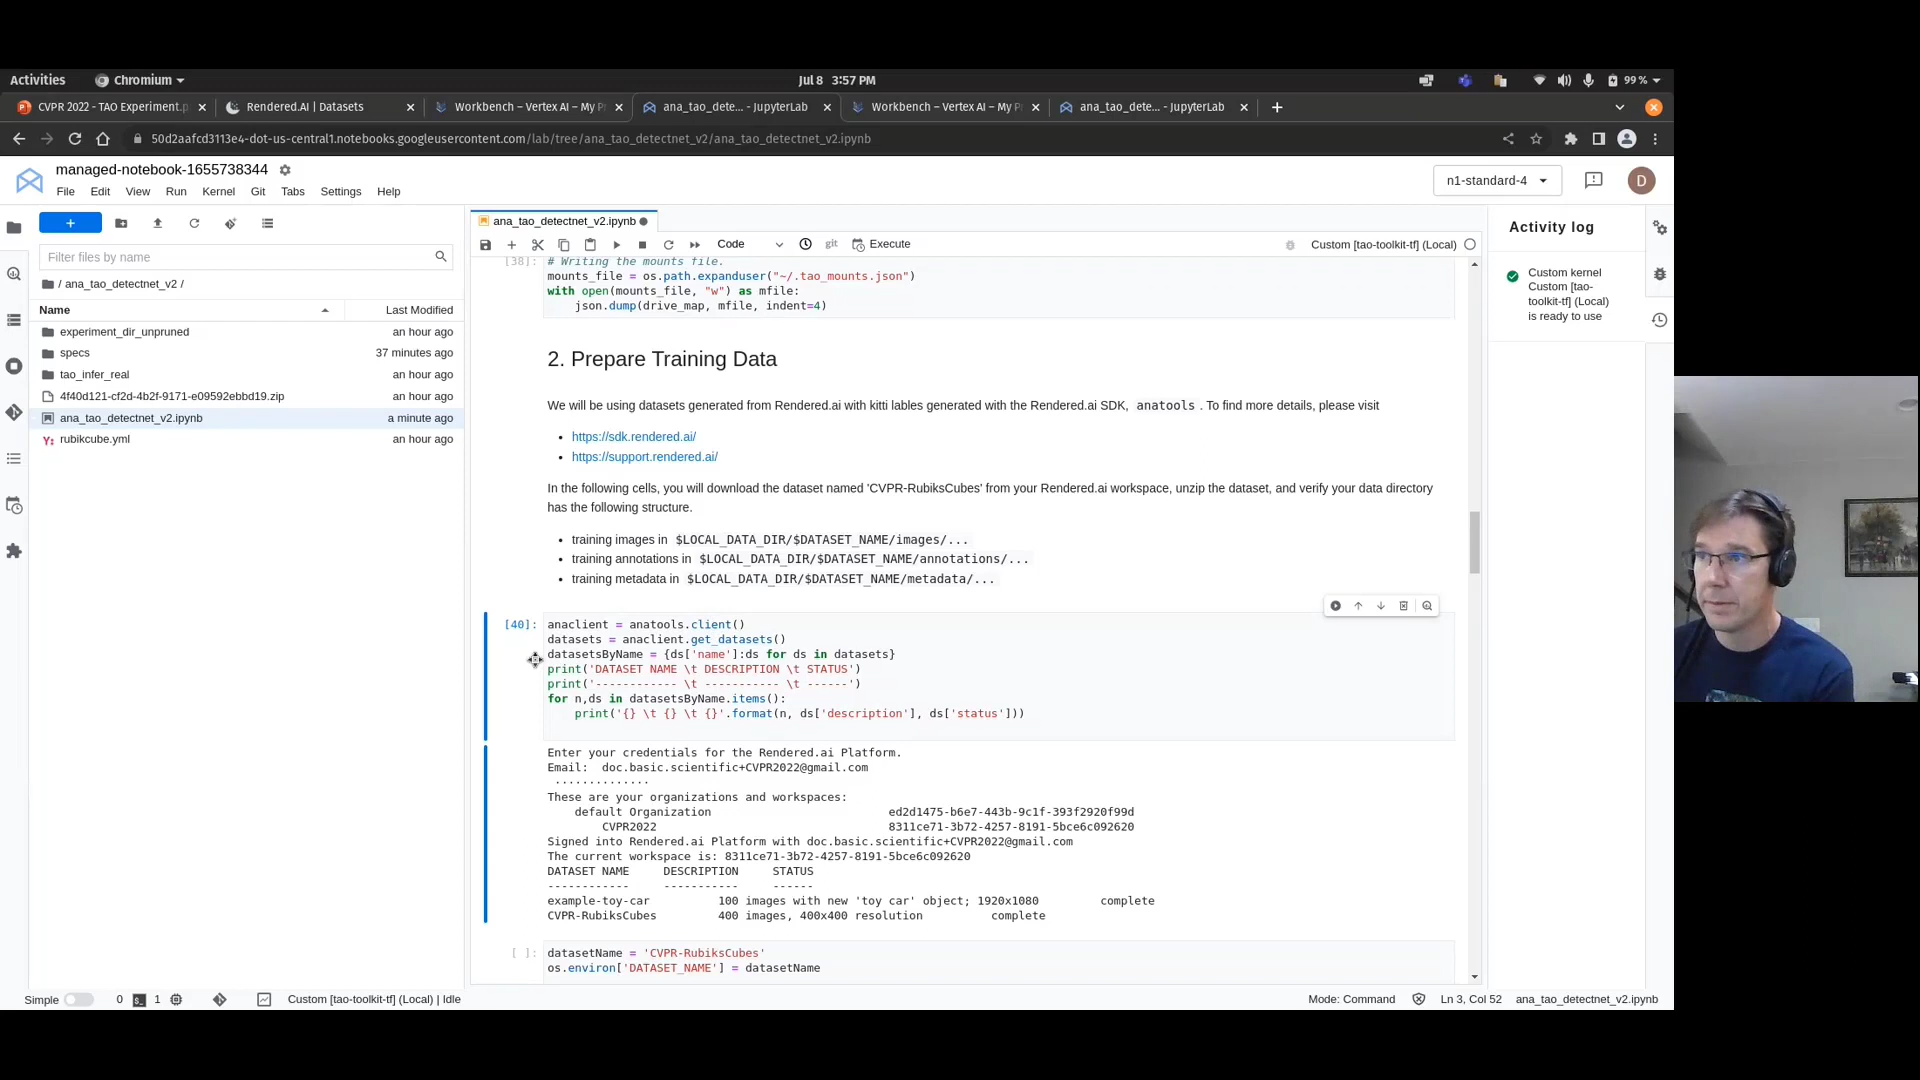 Activities
Chromium
Jul 8 3:57 PM
99 %
CVPR 2022 - TAO Experiment.p
Rendered.AI | Datasets
Workbench – Vertex AI – My P
ana_tao_dete... - JupyterLab
Workbench – Vertex AI – My P
ana_tao_dete... - JupyterLab
50d2aafcd3113e4-dot-us-central1.notebooks.googleusercontent.com/lab/tree/ana_tao_detectnet_v2/ana_tao_detectnet_v2.ipynb
managed-notebook-1655738344
File Edit View Run Kernel Git Tabs Settings Help
n1-standard-4
D
Filter files by name
/ ana_tao_detectnet_v2 /
Name Last Modified
experiment_dir_unpruned an hour ago
specs 37 minutes ago
tao_infer_real an hour ago
4f40d121-cf2d-4b2f-9171-e09592ebbd19.zip an hour ago
ana_tao_detectnet_v2.ipynb a minute ago
Y: rubikcube.yml an hour ago
ana_tao_detectnet_v2.ipynb
Code
git
Execute
Custom [tao-toolkit-tf] (Local)
[38]: # Writing the mounts file.
mounts_file = os.path.expanduser("~/.tao_mounts.json")
with open(mounts_file, "w") as mfile:
json.dump(drive_map, mfile, indent=4)
2. Prepare Training Data
We will be using datasets generated from Rendered.ai with kitti lables generated with the Rendered.ai SDK, anatools . To find more details, please visit
• https://sdk.rendered.ai/
• https://support.rendered.ai/
In the following cells, you will download the dataset named 'CVPR-RubiksCubes' from your Rendered.ai workspace, unzip the dataset, and verify your data directory
has the following structure.
• training images in $LOCAL_DATA_DIR/$DATASET_NAME/images/...
• training annotations in $LOCAL_DATA_DIR/$DATASET_NAME/annotations/...
• training metadata in $LOCAL_DATA_DIR/$DATASET_NAME/metadata/...
[40]: anaclient = anatools.client()
datasets = anaclient.get_datasets()
datasetsByName = {ds['name']:ds for ds in datasets}
print('DATASET NAME \t DESCRIPTION \t STATUS')
print('------------ \t ----------- \t ------')
for n,ds in datasetsByName.items():
print('{} \t {} \t {}'.format(n, ds['description'], ds['status']))
Enter your credentials for the Rendered.ai Platform.
Email: doc.basic.scientific+CVPR2022@gmail.com
··············
These are your organizations and workspaces:
default Organization ed2d1475-b6e7-443b-9c1f-393f2920f99d
CVPR2022 8311ce71-3b72-4257-8191-5bce6c092620
Signed into Rendered.ai Platform with doc.basic.scientific+CVPR2022@gmail.com
The current workspace is: 8311ce71-3b72-4257-8191-5bce6c092620
DATASET NAME DESCRIPTION STATUS
------------ ----------- ------
example-toy-car 100 images with new 'toy car' object; 1920x1080 complete
CVPR-RubiksCubes 400 images, 400x400 resolution complete
[ ]: datasetName = 'CVPR-RubiksCubes'
os.environ['DATASET_NAME'] = datasetName
Activity log
Custom kernel
Custom [tao-
toolkit-tf] (Local)
is ready to use
Simple 0 1 Custom [tao-toolkit-tf] (Local) | Idle
Mode: Command Ln 3, Col 52 ana_tao_detectnet_v2.ipynb